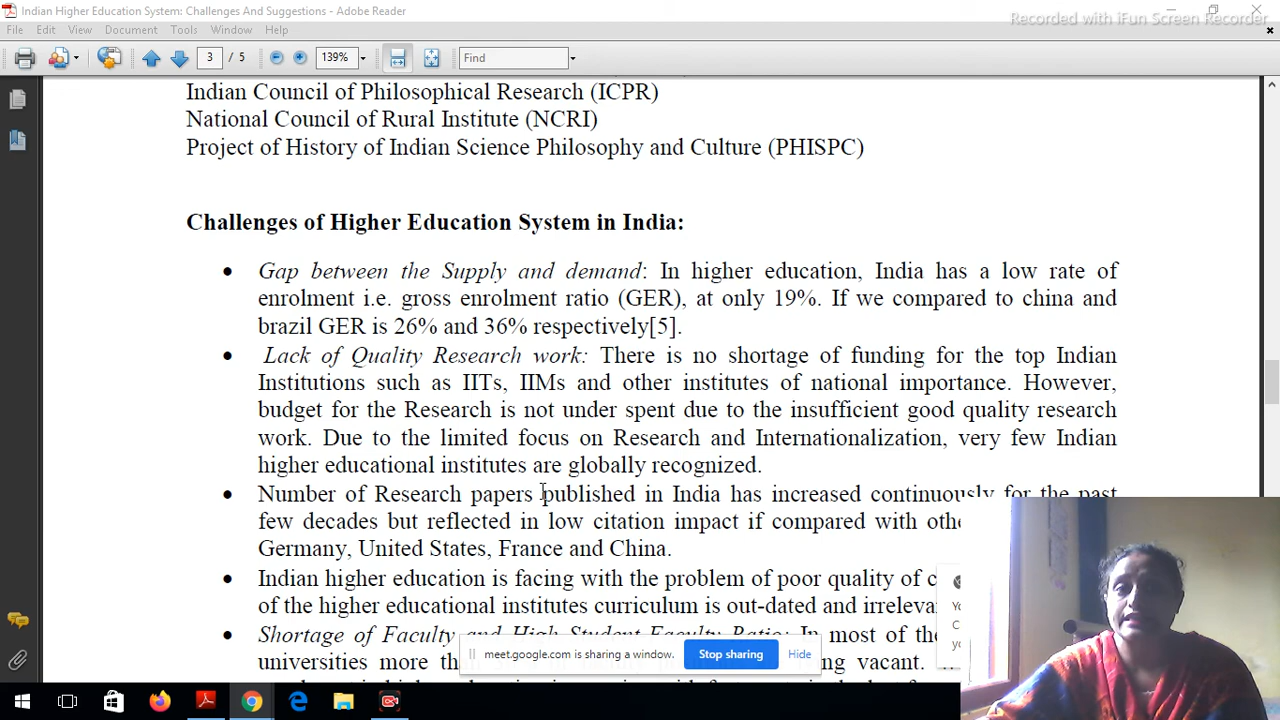 Indian Higher Education System: Challenges And Suggestions - Adobe Reader
Recorded with iFun Screen Recorder
File Edit View Document Tools Window Help
3 / 5 139% Find
Indian Council of Philosophical Research (ICPR)
National Council of Rural Institute (NCRI)
Project of History of Indian Science Philosophy and Culture (PHISPC)
Challenges of Higher Education System in India:
• Gap between the Supply and demand: In higher education, India has a low rate of
enrolment i.e. gross enrolment ratio (GER), at only 19%. If we compared to china and
brazil GER is 26% and 36% respectively[5].
• Lack of Quality Research work: There is no shortage of funding for the top Indian
Institutions such as IITs, IIMs and other institutes of national importance. However,
budget for the Research is not under spent due to the insufficient good quality research
work. Due to the limited focus on Research and Internationalization, very few Indian
higher educational institutes are globally recognized.
• Number of Research papers published in India has increased continuously for the past
few decades but reflected in low citation impact if compared with
Germany, United States, France and China.
• Indian higher education is facing with the problem of poor quality of
of the higher educational institutes curriculum is out-dated and
• Shortage of Faculty and High Student Faculty Ratio: In most of the
universities more vacant.
meet.google.com is sharing a window. Stop sharing Hide